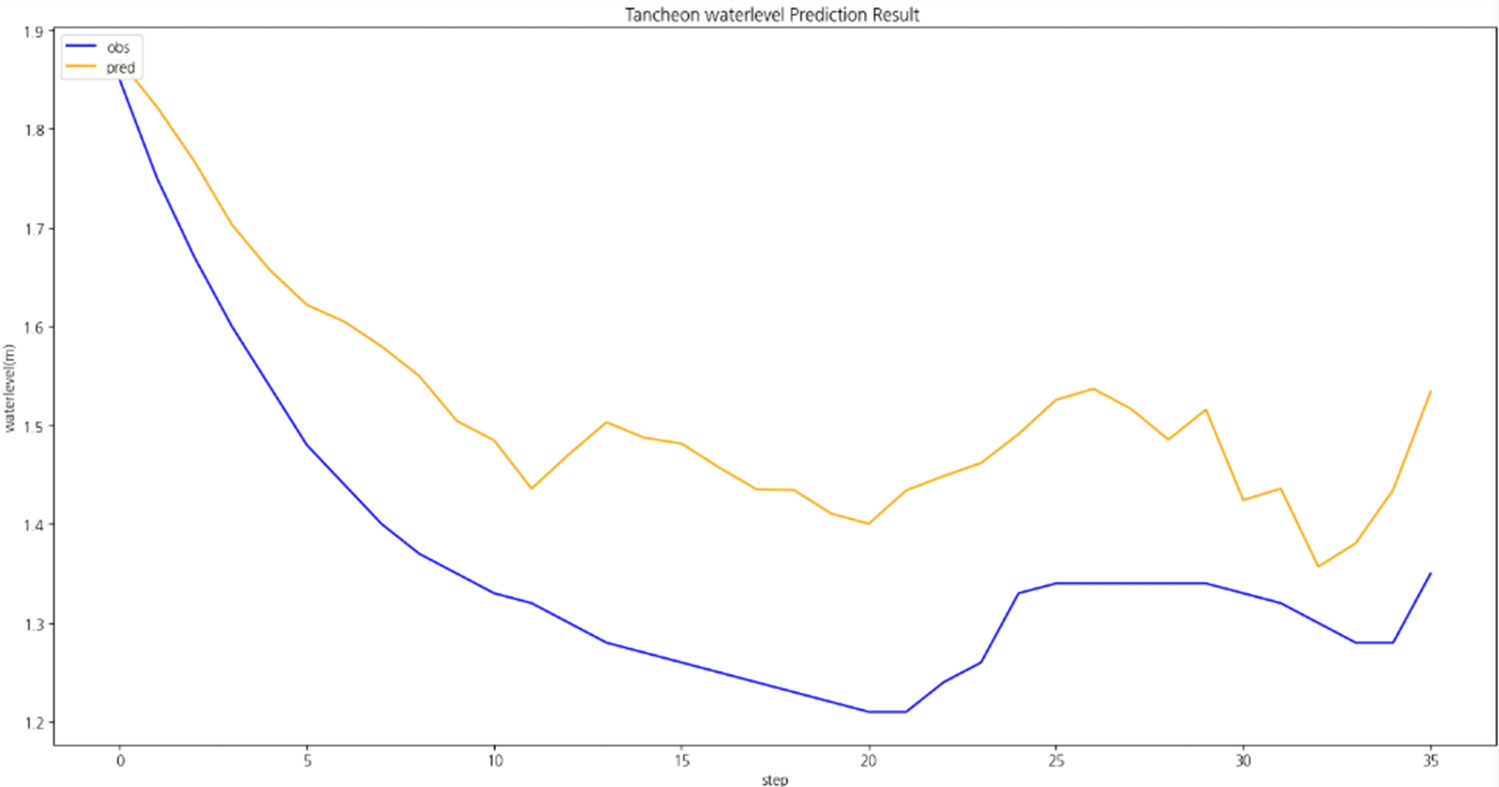 Tancheon waterlevel Prediction Result
obs
pred
waterlevel(m)
1.9
1.8
1.7
1.6
1.5
1.4
1.3
1.2
0 5 10 15 20 25 30 35
step